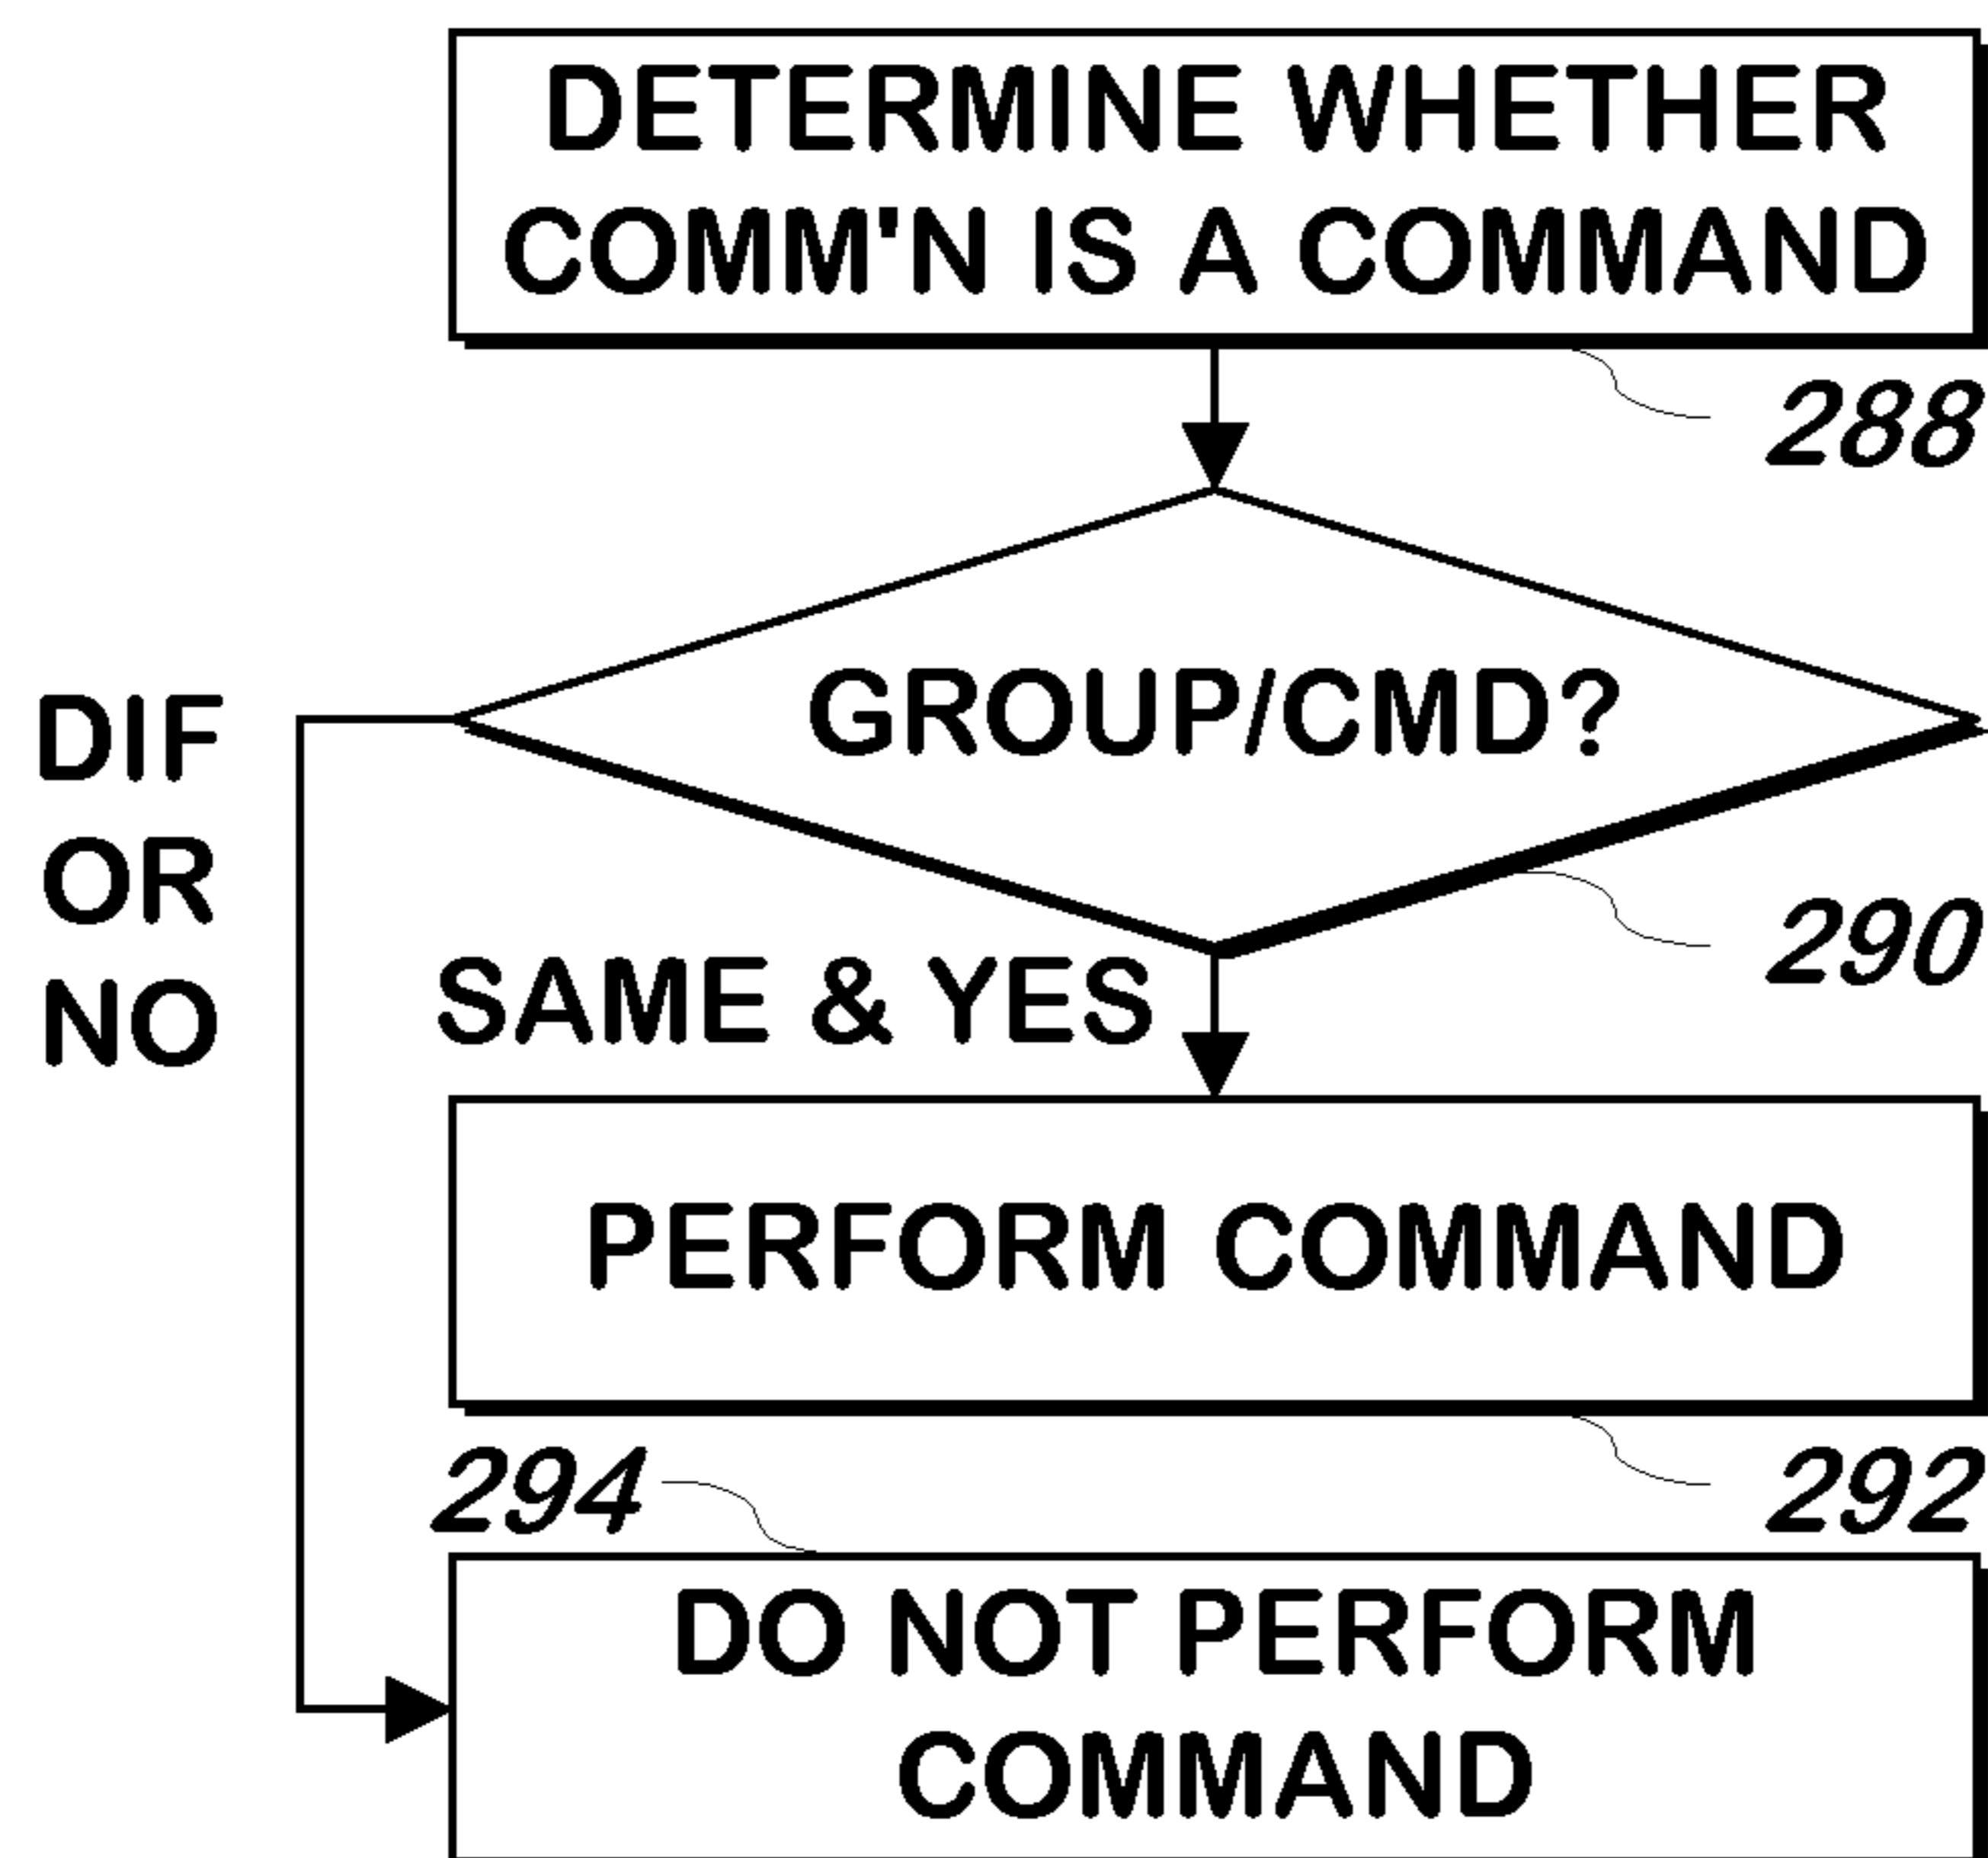 DETERMINE WHETHER
COMM'N IS A COMMAND
288
GROUP/CMD?
DIF
OR
NO
290
SAME & YES
PERFORM COMMAND
294
292
DO NOT PERFORM
COMMAND